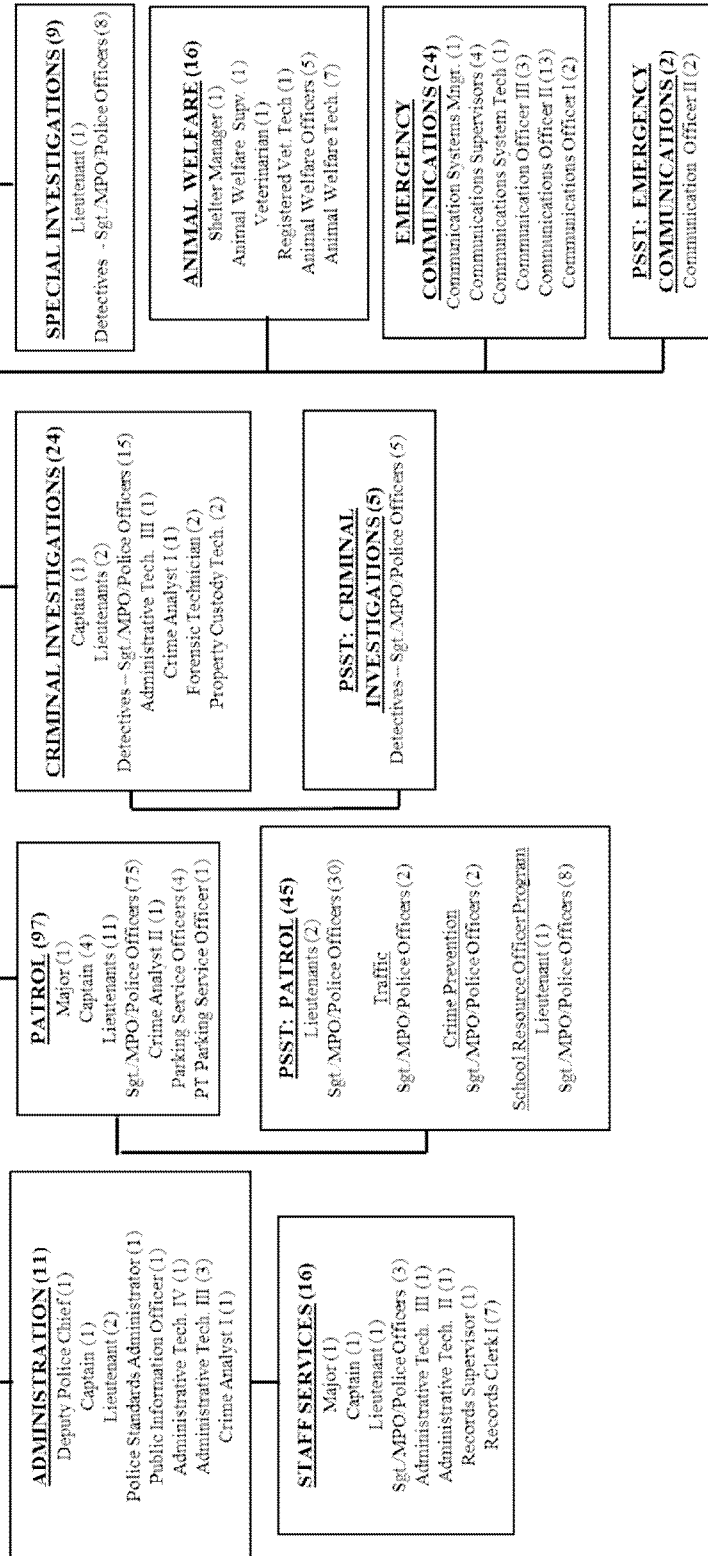 ADMINISTRATION (11)
Deputy Police Chief (1)
Captain (1)
Lieutenant (2)
Police Standards Administrator (1)
Public Information Officer (1)
Administrative Tech. IV (1)
Administrative Tech. III (3)
Crime Analyst I (1)
STAFF SERVICES (16)
Major (1)
Captain (1)
Lieutenant (1)
Sgt./MPO/Police Officers (3)
Administrative Tech. III (1)
Administrative Tech. II (1)
Records Supervisor (1)
Records Clerk I (7)
PATROL (97)
Major (1)
Captain (4)
Lieutenants (11)
Sgt./MPO/Police Officers (75)
Crime Analyst II (1)
Parking Service Officers (4)
PT Parking Service Officer (1)
PSST: PATROL (45)
Lieutenants (2)
Sgt./MPO/Police Officers (30)
Traffic
Sgt./MPO/Police Officers (2)
Crime Prevention
Sgt./MPO/Police Officers (2)
School Resource Officer Program
Lieutenant (1)
Sgt./MPO/Police Officers (8)
CRIMINAL INVESTIGATIONS (24)
Captain (1)
Lieutenants (2)
Detectives – Sgt./MPO/Police Officers (15)
Administrative Tech. III (1)
Crime Analyst I (1)
Forensic Technician (2)
Property Custody Tech. (2)
PSST: CRIMINAL
INVESTIGATIONS (5)
Detectives – Sgt./MPO/Police Officers (5)
SPECIAL INVESTIGATIONS (9)
Lieutenant (1)
Detectives – Sgt./MPO/Police Officers (8)
ANIMAL WELFARE (16)
Shelter Manager (1)
Animal Welfare Supv. (1)
Veterinarian (1)
Registered Vet. Tech (1)
Animal Welfare Officers (5)
Animal Welfare Tech. (7)
EMERGENCY
COMMUNICATIONS (24)
Communication Systems Mngr. (1)
Communications Supervisors (4)
Communications System Tech (1)
Communication Officer III (3)
Communications Officer II (13)
Communications Officer I (2)
PSST: EMERGENCY
COMMUNICATIONS (2)
Communication Officer II (2)